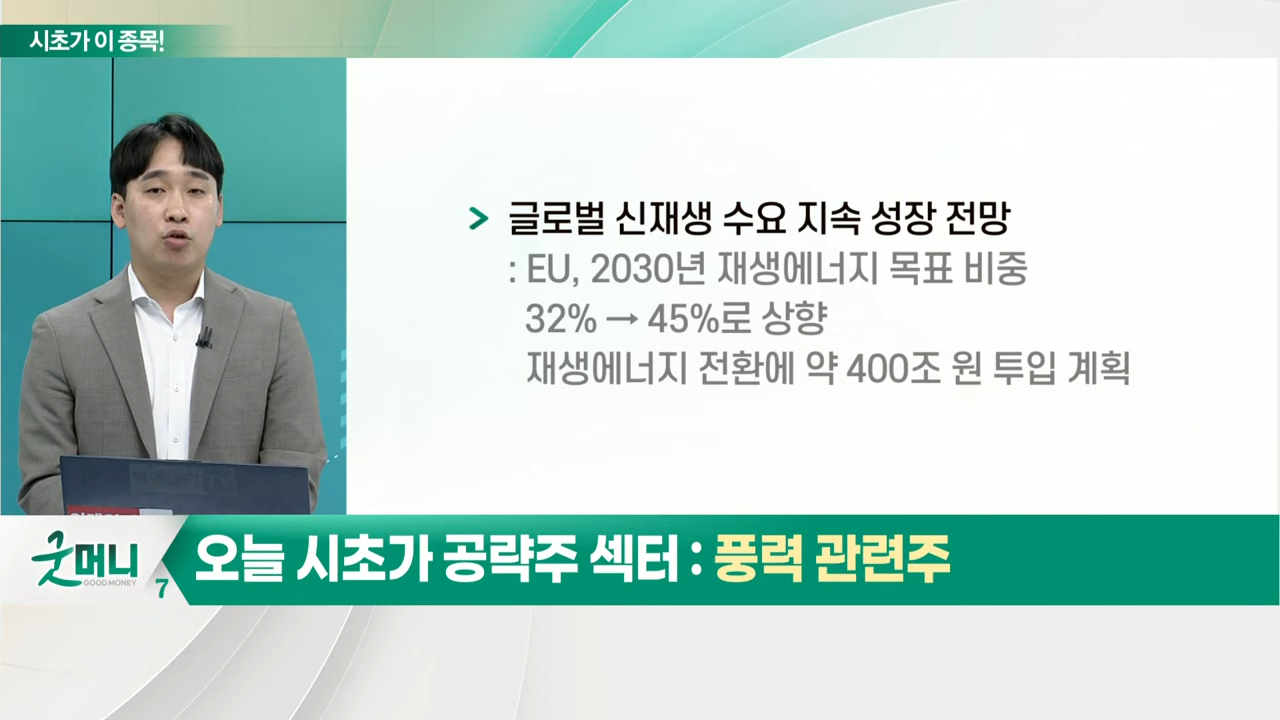 시초가 이 종목!
> 글로벌 신재생 수요 지속 성장 전망
: EU, 2030년 재생에너지 목표 비중
32% → 45%로 상향
재생에너지 전환에 약 400조 원 투입 계획
굿머니
GOOD MONEY
7
오늘 시초가 공략주 섹터 : 풍력 관련주